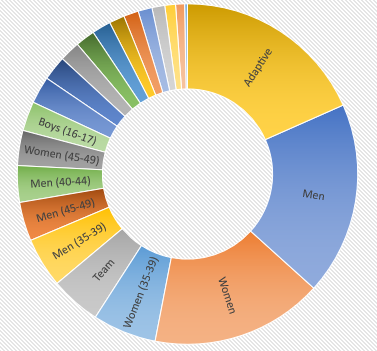 Adaptive
Men
Women
Women (35-39)
Team
Men (35-39)
Men (45-49)
Men (40-44)
Women (45-49)
Boys (16-17)